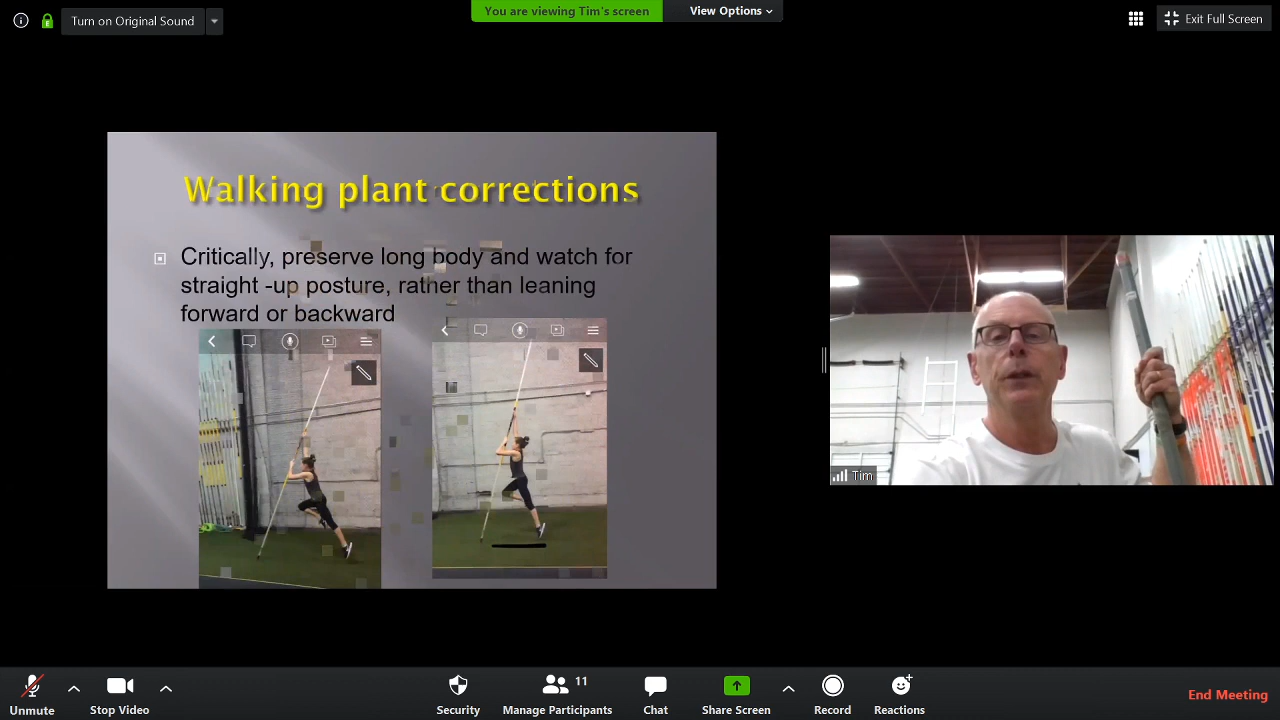 Turn on Original Sound
You are viewing Tim's screen
View Options
Exit Full Screen
Walking plant corrections
Critically, preserve long body and watch for
straight -up posture, rather than leaning
forward or backward
Tim
Unmute
Stop Video
Security
Manage Participants
11
Chat
Share Screen
Record
Reactions
End Meeting